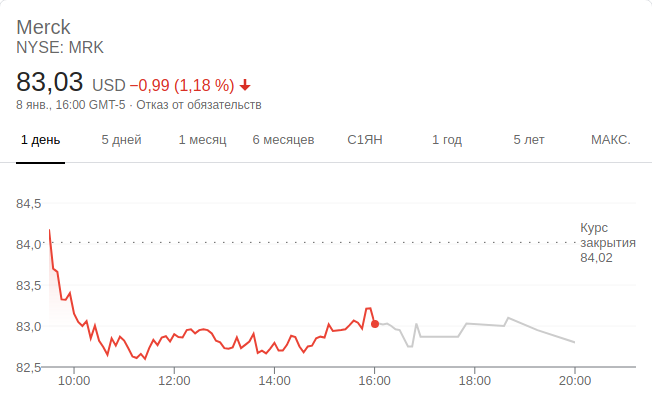 Merck
NYSE: MRK
83,03 USD −0,99 (1,18 %)
8 янв., 16:00 GMT-5 · Отказ от обязательств
1 день 5 дней 1 месяц 6 месяцев С1ЯН 1 год 5 лет МАКС.
84,5
Курс
84,0 закрытия
84,02
83,5
83,0
82,5
10:00 12:00 14:00 16:00 18:00 20:00